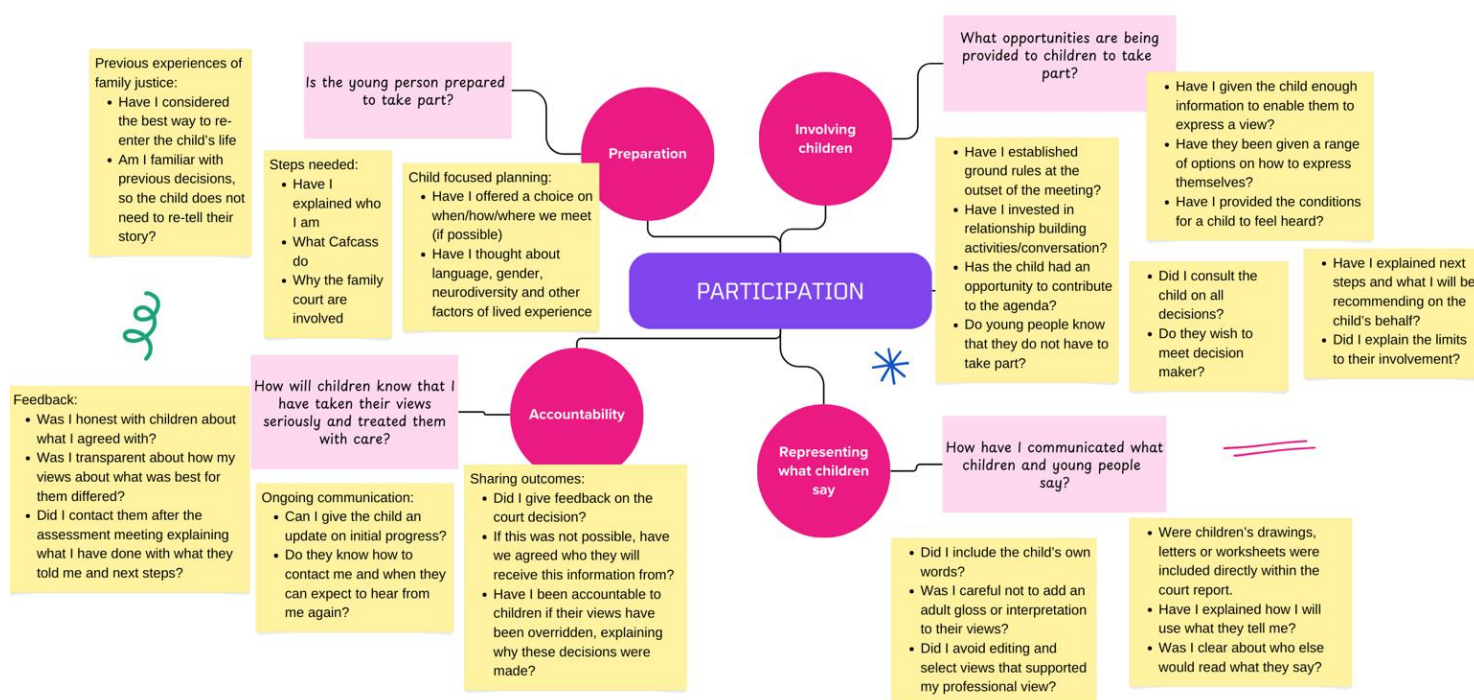 Previous experiences of
family justice:
• Have I considered
the best way to re-
enter the child's life
• Am I familiar with
previous decisions,
so the child does not
need to re-tell their
story?
Is the young person prepared
to take part?
Preparation
Steps needed:
• Have I
explained who
I am
• What Cafcass
do
• Why the family
court are
involved
Child focused planning:
• Have I offered a choice on
when/how/where we meet
(if possible)
• Have I thought about
language, gender,
neurodiversity and other
factors of lived experience
Involving
children
What opportunities are being
provided to children to take
part?
• Have I given the child enough
information to enable them to
express a view?
• Have they been given a range
of options on how to express
themselves?
• Have I provided the conditions
for a child to feel heard?
• Have I established
ground rules at the
outset of the meeting?
• Have I invested in
relationship building
activities/conversation?
• Has the child had an
opportunity to contribute
to the agenda?
• Do young people know
that they do not have to
take part?
• Did I consult the
child on all
decisions?
• Do they wish to
meet decision
maker?
• Have I explained next
steps and what I will be
recommending on the
child's behalf?
• Did I explain the limits
to their involvement?
PARTICIPATION
How will children know that I
have taken their views
seriously and treated them
with care?
Accountability
Feedback:
• Was I honest with children about
what I agreed with?
• Was I transparent about how my
views about what was best for
them differed?
• Did I contact them after the
assessment meeting explaining
what I have done with what they
told me and next steps?
Ongoing communication:
• Can I give the child an
update on initial progress?
• Do they know how to
contact me and when they
can expect to hear from
me again?
Sharing outcomes:
• Did I give feedback on the
court decision?
• If this was not possible, have
we agreed who they will
receive this information from?
• Have I been accountable to
children if their views have
been overridden, explaining
why these decisions were
made?
Representing
what children
say
How have I communicated what
children and young people
say?
• Did I include the child's own
words?
• Was I careful not to add an
adult gloss or interpretation
to their views?
• Did I avoid editing and
select views that supported
my professional view?
• Were children's drawings,
letters or worksheets were
included directly within the
court report.
• Have I explained how I will
use what they tell me?
• Was I clear about who else
would read what they say?